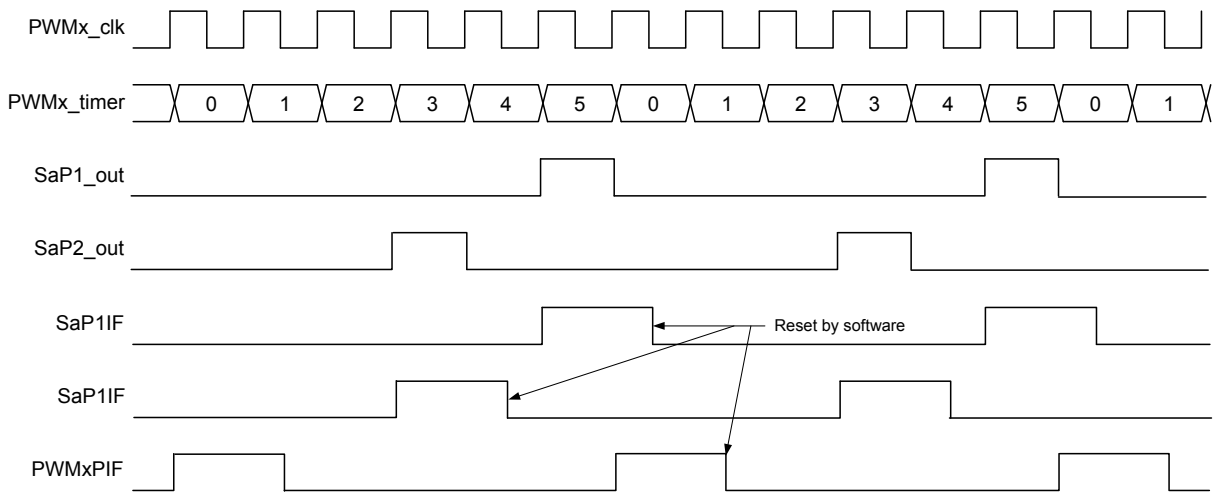 PWMx_clk
PWMx_timer 0 1 2 3 4 5 0 1 2 3 4 5 0 1
SaP1_out
SaP2_out
SaP1IF
Reset by software
SaP1IF
PWMxPIF